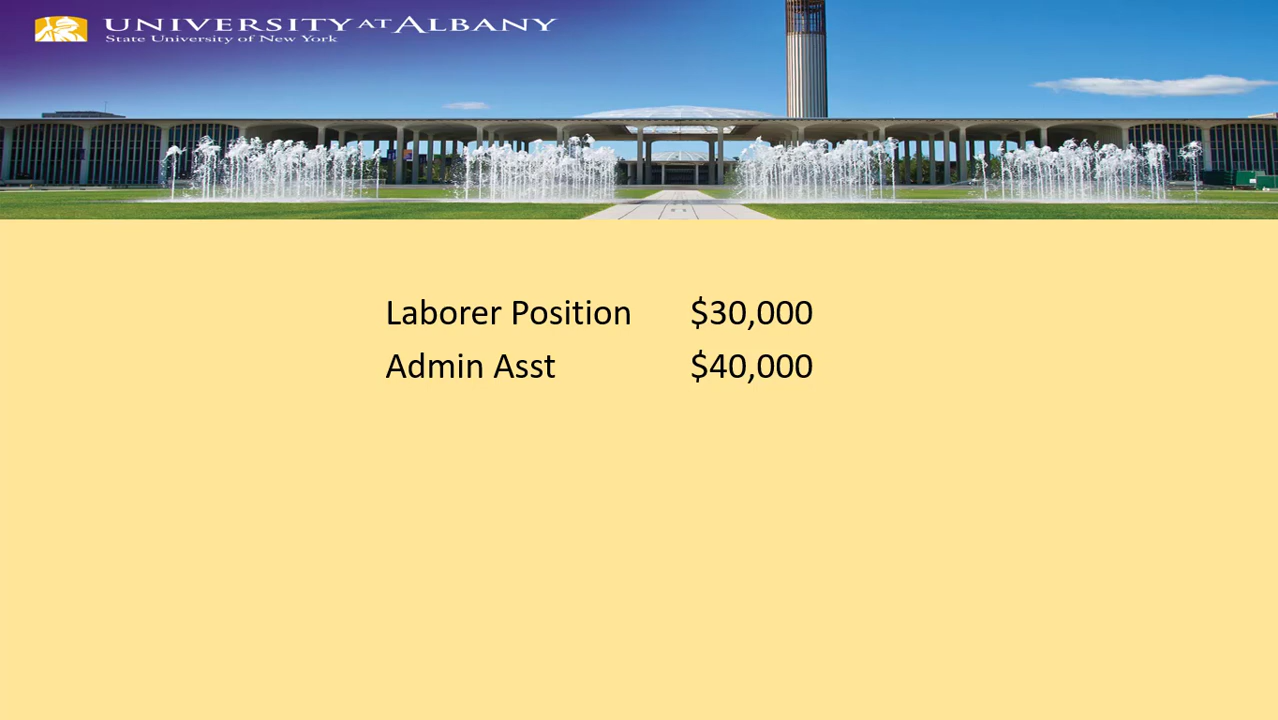 UNIVERSITY AT ALBANY
State University of New York
Laborer Position $30,000
Admin Asst $40,000